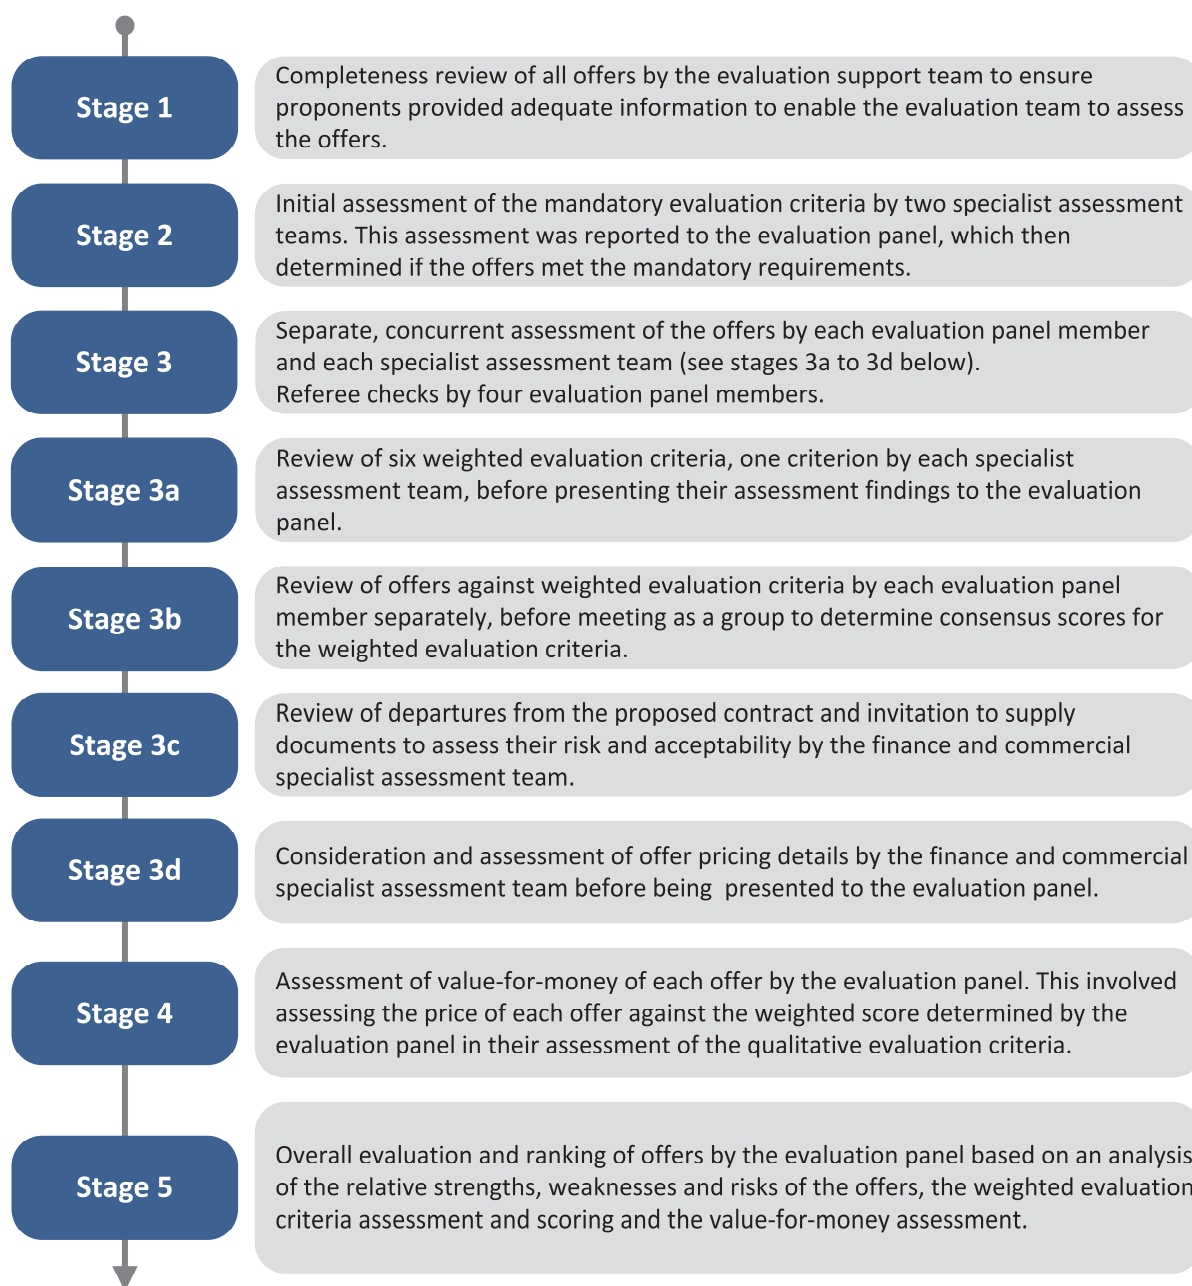 Stage 1
Completeness review of all offers by the evaluation support team to ensure
proponents provided adequate information to enable the evaluation team to assess
the offers.
Stage 2
Initial assessment of the mandatory evaluation criteria by two specialist assessment
teams. This assessment was reported to the evaluation panel, which then
determined if the offers met the mandatory requirements.
Stage 3
Separate, concurrent assessment of the offers by each evaluation panel member
and each specialist assessment team (see stages 3a to 3d below).
Referee checks by four evaluation panel members.
Stage 3a
Review of six weighted evaluation criteria, one criterion by each specialist
assessment team, before presenting their assessment findings to the evaluation
panel.
Stage 3b
Review of offers against weighted evaluation criteria by each evaluation panel
member separately, before meeting as a group to determine consensus scores for
the weighted evaluation criteria.
Stage 3c
Review of departures from the proposed contract and invitation to supply
documents to assess their risk and acceptability by the finance and commercial
specialist assessment team.
Stage 3d
Consideration and assessment of offer pricing details by the finance and commercial
specialist assessment team before being  presented to the evaluation panel.
Stage 4
Assessment of value-for-money of each offer by the evaluation panel. This involved
assessing the price of each offer against the weighted score determined by the
evaluation panel in their assessment of the qualitative evaluation criteria.
Stage 5
Overall evaluation and ranking of offers by the evaluation panel based on an analysis
of the relative strengths, weaknesses and risks of the offers, the weighted evaluation
criteria assessment and scoring and the value-for-money assessment.